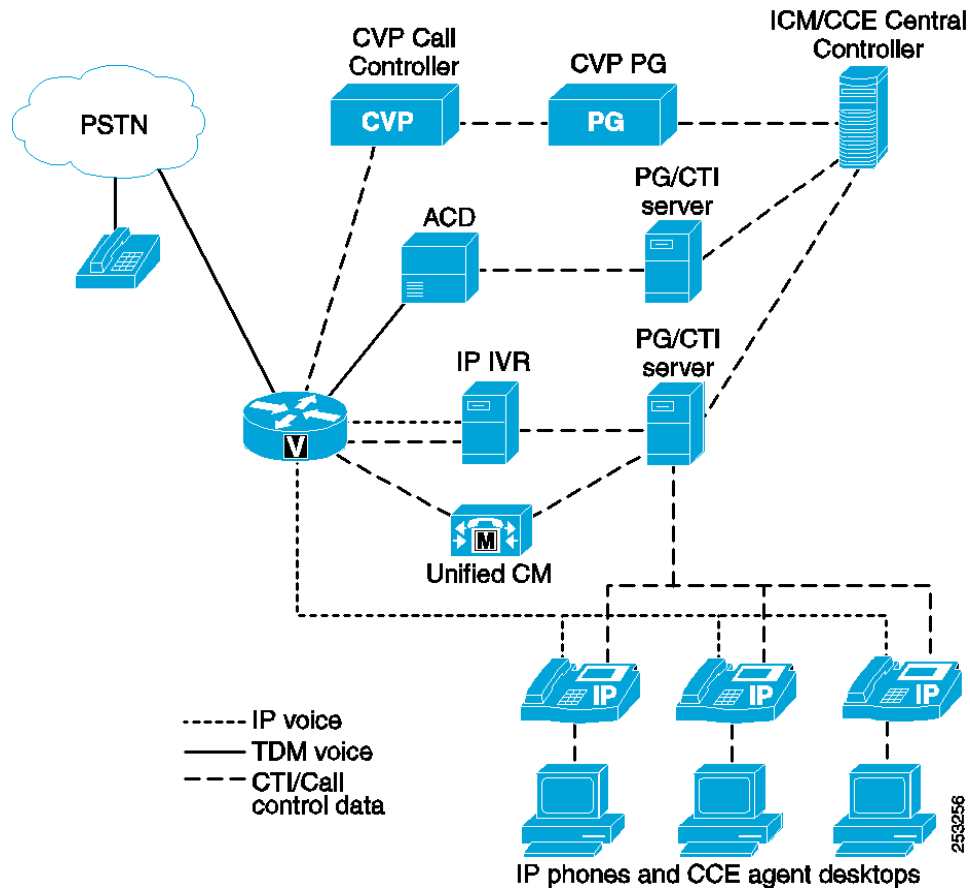 ICM/CCE Central
Controller
CVP Call
Controller
CVP PG
PSTN
CVP
PG
PG/CTI
server
ACD
PG/CTI
server
IP IVR
V
M
Unified CM
IP
IP
IP
IP voice
TDM voice
CTI/Call
control data
IP phones and CCE agent desktops
253256